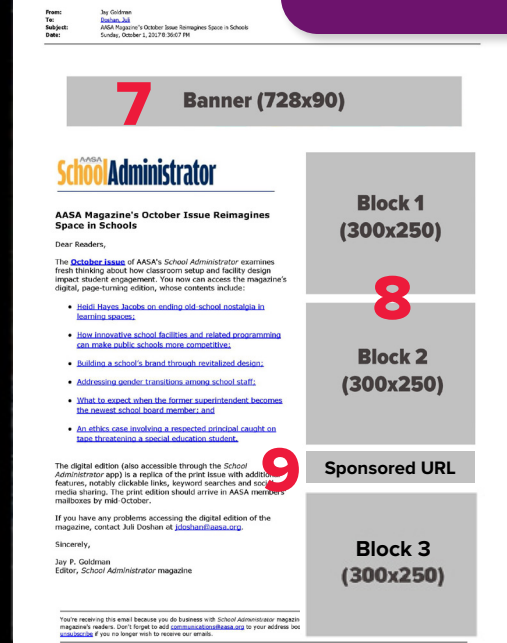 From: Jay Goldman
To: Doshan, Juli
Subject: AASA Magazine's October Issue Reimagines Space in Schools
Date: Sunday, October 1, 2017 8:36:07 PM
7
Banner (728x90)
AASA
School Administrator
AASA Magazine's October Issue Reimagines
Space in Schools
Dear Readers,
The October issue of AASA's School Administrator examines
fresh thinking about how classroom setup and facility design
impact student engagement. You now can access the magazine's
digital, page-turning edition, whose contents include:
• Heidi Hayes Jacobs on ending old-school nostalgia in
learning spaces;
• How innovative school facilities and related programming
can make public schools more competitive;
• Building a school's brand through revitalized design;
• Addressing gender transitions among school staff;
• What to expect when the former superintendent becomes
the newest school board member; and
• An ethics case involving a respected principal caught on
tape threatening a special education student.
The digital edition (also accessible through the School
Administrator app) is a replica of the print issue with
features, notably clickable links, keyword searches and
media sharing. The print edition should arrive in AASA members'
mailboxes by mid-October.
If you have any problems accessing the digital edition of the
magazine, contact Juli Doshan at jdoshan@aasa.org.
Sincerely,
Jay P. Goldman
Editor, School Administrator magazine
You're receiving this email because you do business with School Administrator magazin
magazine's readers. Don't forget to add communications@aasa.org to your address boo
unsubscribe if you no longer wish to receive our emails.
Block 1
(300x250)
8
Block 2
(300x250)
9
Sponsored URL
Block 3
(300x250)